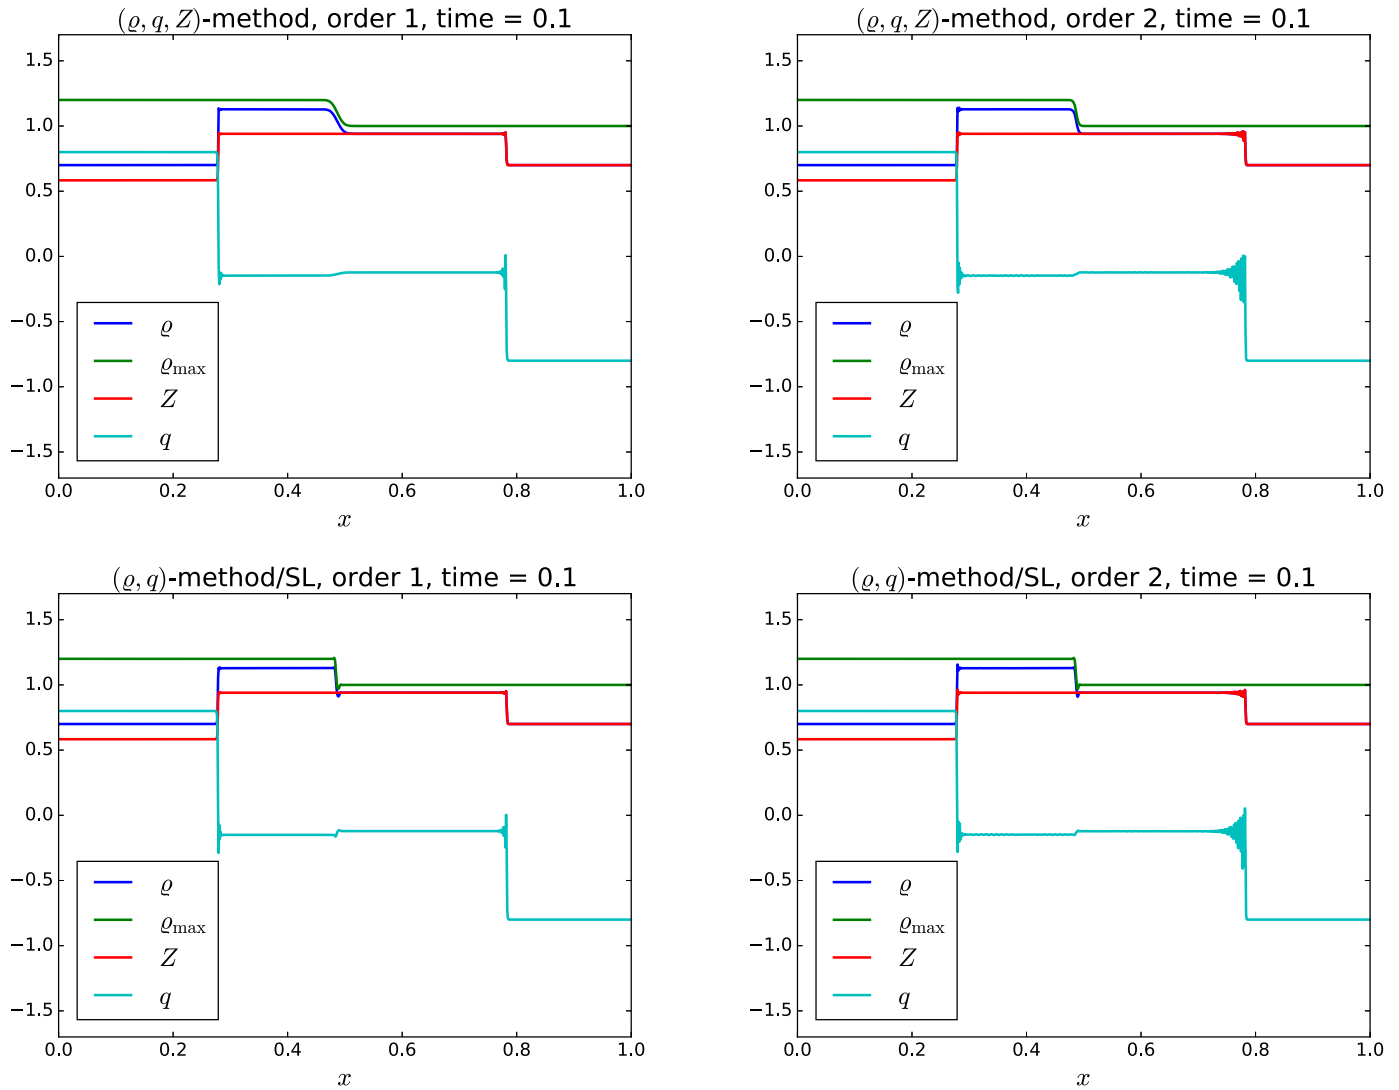 (ϱ, q, Z)-method, order 1, time = 0.1
1.5
1.0
0.5
0.0
−0.5
−1.0
−1.5
ϱ
ϱmax
Z
q
0.0 0.2 0.4 0.6 0.8 1.0
x
(ϱ, q, Z)-method, order 2, time = 0.1
1.5
1.0
0.5
0.0
−0.5
−1.0
−1.5
ϱ
ϱmax
Z
q
0.0 0.2 0.4 0.6 0.8 1.0
x
(ϱ, q)-method/SL, order 1, time = 0.1
1.5
1.0
0.5
0.0
−0.5
−1.0
−1.5
ϱ
ϱmax
Z
q
0.0 0.2 0.4 0.6 0.8 1.0
x
(ϱ, q)-method/SL, order 2, time = 0.1
1.5
1.0
0.5
0.0
−0.5
−1.0
−1.5
ϱ
ϱmax
Z
q
0.0 0.2 0.4 0.6 0.8 1.0
x